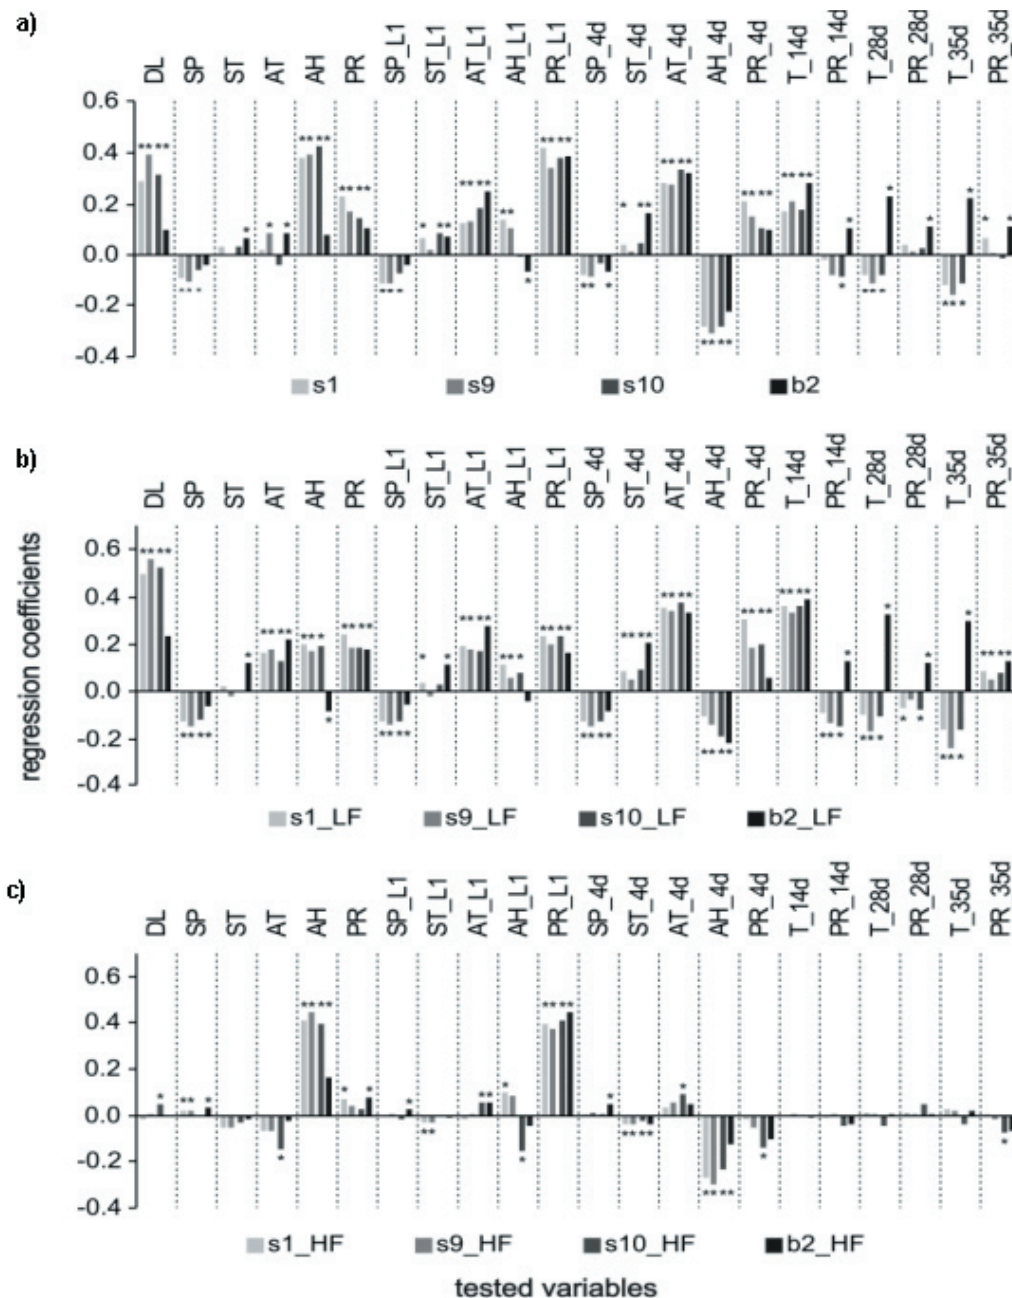 a)
DL SP ST AT AH PR SP_L1 ST_L1 AT_L1 AH_L1 PR_L1 SP_4d ST_4d AT_4d AH_4d PR_4d T_14d PR_14d T_28d PR_28d T_35d PR_35d
0.6
** ** ** **
0.4
** ** ** ** ** ** ** **
0.2
0.0
-0.2
-0.4
s1 s9 s10 b2
b)
DL SP ST AT AH PR SP_L1 ST_L1 AT_L1 AH_L1 PR_L1 SP_4d ST_4d AT_4d AH_4d PR_4d T_14d PR_14d T_28d PR_28d T_35d PR_35d
regression coefficients
0.6
0.4
0.2
0.0
-0.2
-0.4
s1_LF s9_LF s10_LF b2_LF
c)
DL SP ST AT AH PR SP_L1 ST_L1 AT_L1 AH_L1 PR_L1 SP_4d ST_4d AT_4d AH_4d PR_4d T_14d PR_14d T_28d PR_28d T_35d PR_35d
0.6
0.4
0.2
0.0
-0.2
-0.4
s1_HF s9_HF s10_HF b2_HF
tested variables